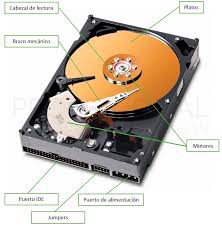 Cabezal de lectura
Platos
Brazo mecánico
Motores
Puerto IDE
Puerto de alimentación
Jumpers